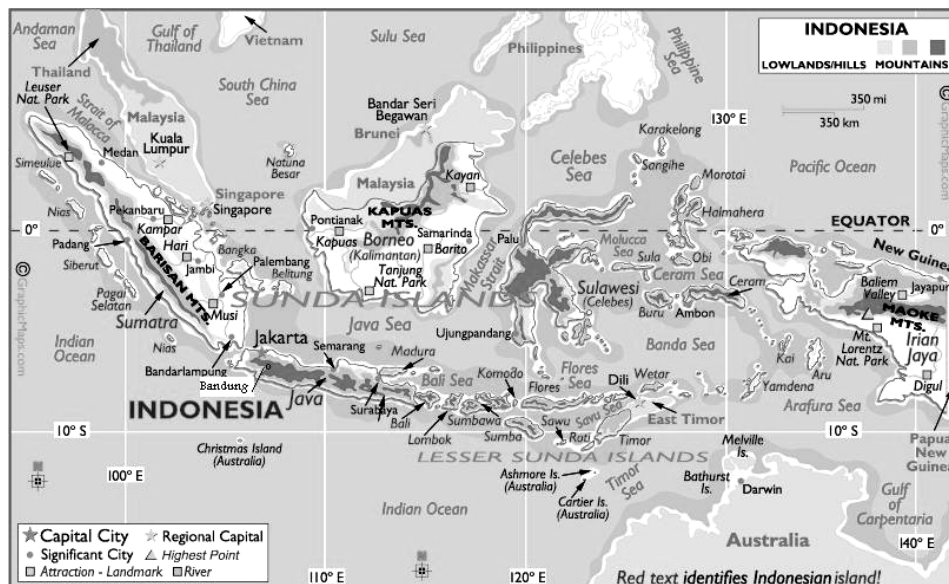 Andaman
Sea
Gulf of
Thailand
Vietnam
Sulu Sea
Philippines
Philippine
Sea
INDONESIA
LOWLANDS/HILLS MOUNTAINS
350 mi
350 km
Thailand
Leuser
Nat. Park
Strait of
Malacca
Malaysia
Kuala
Lumpur
South China
Sea
Bandar Seri
Begawan
Brunei
130° E
Karakelong
Sangihe
Celebes
Sea
Pacific Ocean
Morotai
Simeulue
Medan
Natuna
Besar
Malaysia
Kayan
Halmahera
Nias
Singapore
Singapore
Pekanbaru
Kampar
Pontianak
KAPUAS
MTS.
Samarinda
EQUATOR
0°
Kapuas
Borneo
(Kalimantan)
Barito
Palu
Molucca
Sea
0°
New Guinea
Padang
Hari
Bangka
Makassar
Strait
Sula
Obi
Ceram Sea
Siberut
BARISAN MTS.
Jambi
Palembang
Belitung
Tanjung
Nat. Park
Sulawesi
(Celebes)
Ceram
Baliem
Valley
Jayapura
Pagai
Selatan
Sumatra
Musi
SUNDA ISLANDS
Buru
Ambon
MAOKE
MTS.
©GraphicMaps.com
Indian
Ocean
Nias
Java Sea
Ujungpandang
Banda Sea
Mt.
Lorentz
Nat. Park
Irian
Jaya
Jakarta
Semarang
Madura
Kai
Aru
Bandarlampung
Bandung
Java
Bali Sea
Komodo
Flores
Flores
Sea
Dili
Wetar
Yamdena
Digul
INDONESIA
Surabaya
Bali
Lombok
Sumbawa
Sumba
Sawu
Savu Sea
Roti
Timor
East Timor
Arafura Sea
10° S
10° S
Christmas Island
(Australia)
LESSER SUNDA ISLANDS
Melville
Is.
Papua
New
Guinea
100° E
Ashmore Is.
(Australia)
Timor
Sea
Bathurst
Is.
Darwin
Cartier Is.
(Australia)
Gulf
of
Carpentaria
Indian Ocean
N
N
Capital City
Regional Capital
Significant City
Highest Point
Attraction - Landmark
River
110° E
120° E
Australia
140° E
Red text identifies Indonesian island!